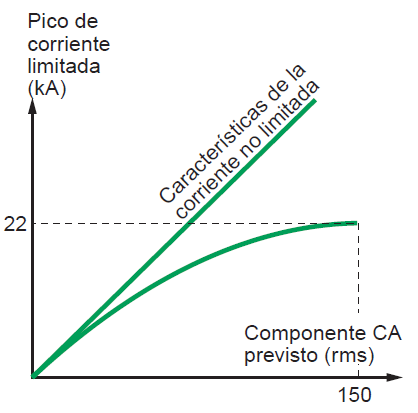 Pico de
corriente
limitada
(kA)
Características de la
corriente no limitada
22
Componente CA
previsto (rms)
150